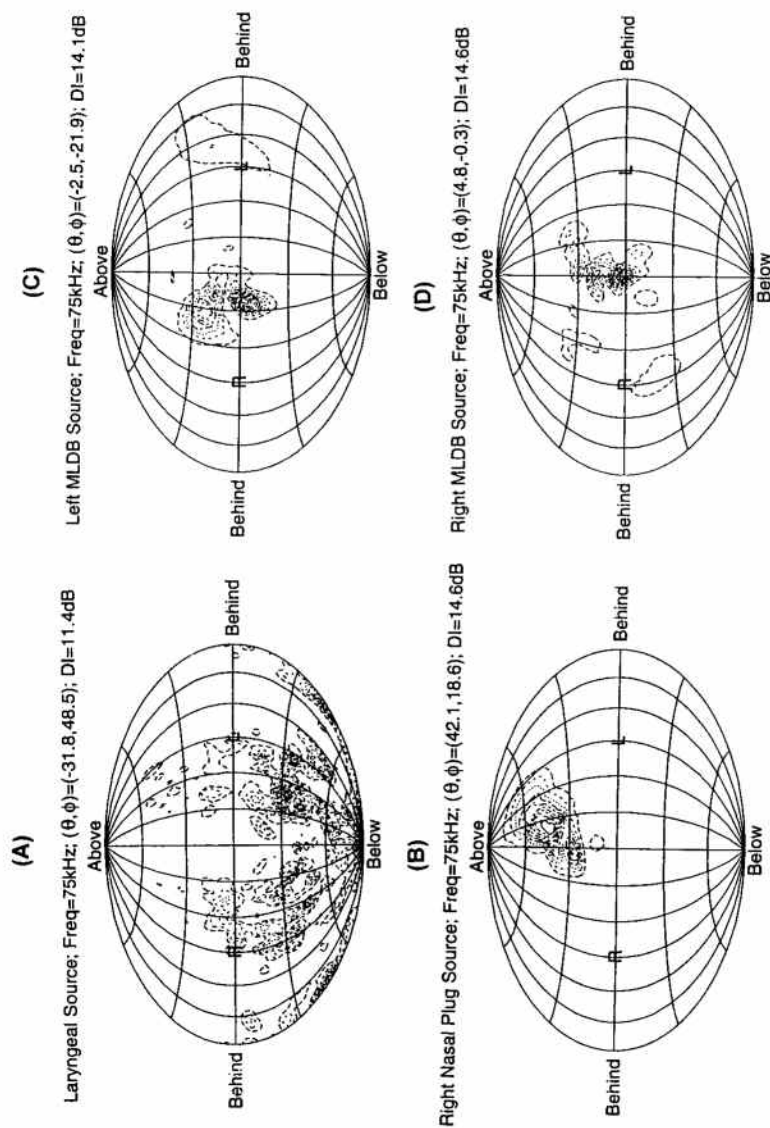 (A)
Laryngeal Source; Freq=75kHz; (θ,ϕ)=(-31.8,48.5); DI=11.4dB
Above
Behind
R
L
Behind
Below
(C)
Left MLDB Source; Freq=75kHz; (θ,ϕ)=(-2.5,-21.9); DI=14.1dB
Above
Behind
R
L
Behind
Below
(B)
Right Nasal Plug Source; Freq=75kHz; (θ,ϕ)=(42.1,18.6); DI=14.6dB
Above
Behind
R
L
Behind
Below
(D)
Right MLDB Source; Freq=75kHz; (θ,ϕ)=(4.8,-0.3); DI=14.6dB
Above
Behind
R
L
Behind
Below